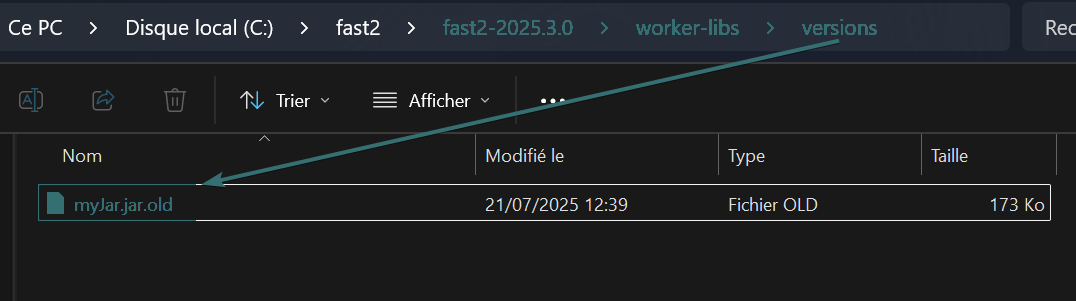 Ce PC > Disque local (C:) > fast2 > fast2-2025.3.0 > worker-libs > versions Rec
Trier Afficher
Nom Modifié le Type Taille
myJar.jar.old 21/07/2025 12:39 Fichier OLD 173 Ko